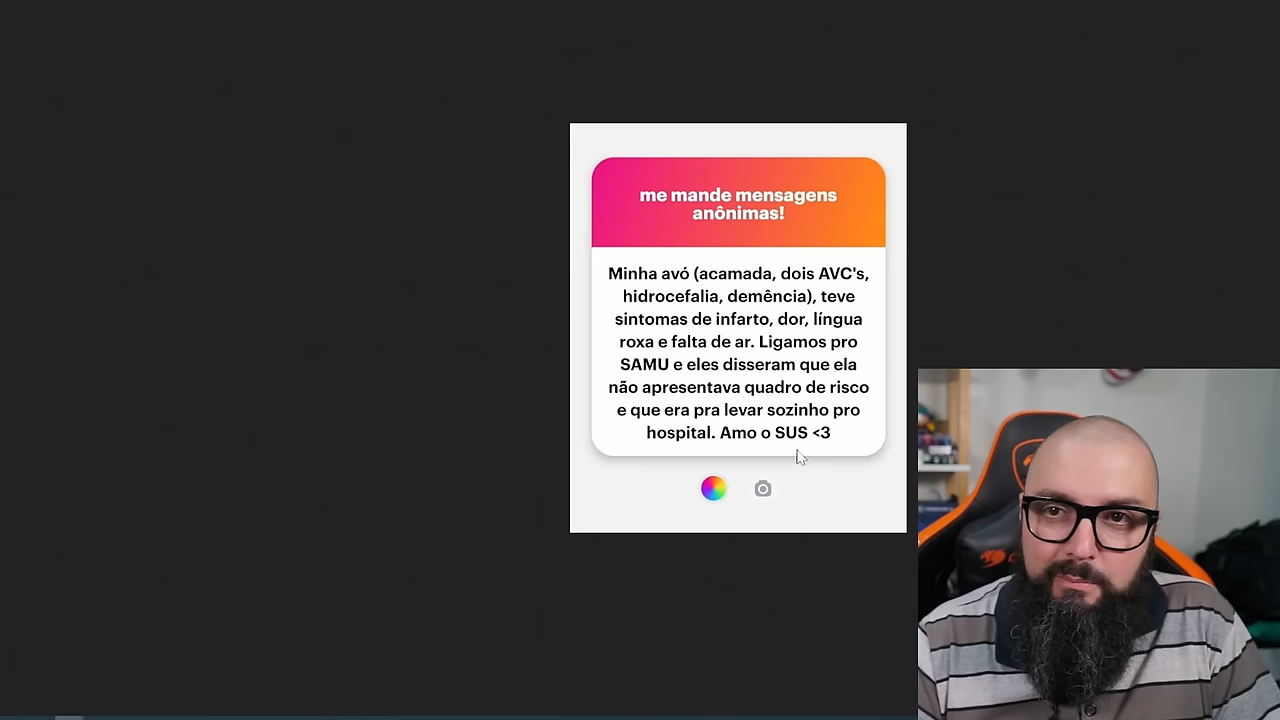 me mande mensagens
anônimas!
Minha avó (acamada, dois AVC's,
hidrocefalia, demência), teve
sintomas de infarto, dor, língua
roxa e falta de ar. Ligamos pro
SAMU e eles disseram que ela
não apresentava quadro de risco
e que era pra levar sozinho pro
hospital. Amo o SUS <3